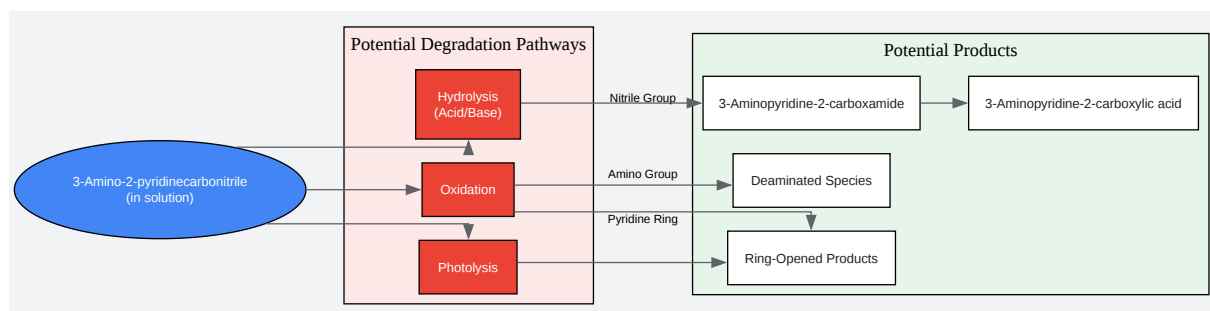 Potential Degradation Pathways
Potential Products
Hydrolysis
(Acid/Base)
Nitrile Group
3-Aminopyridine-2-carboxamide
3-Aminopyridine-2-carboxylic acid
3-Amino-2-pyridinecarbonitrile
(in solution)
Oxidation
Amino Group
Deaminated Species
Pyridine Ring
Photolysis
Ring-Opened Products